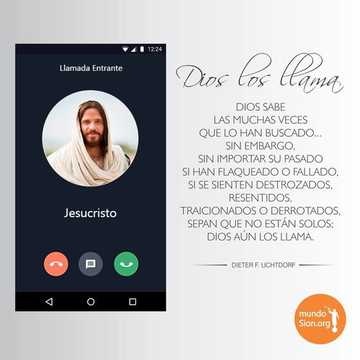 12:24
Llamada Entrante
Jesucristo
Dios los llama
DIOS SABE
LAS MUCHAS VECES
QUE LO HAN BUSCADO...
SIN EMBARGO,
SIN IMPORTAR SU PASADO
SI HAN FLAQUEADO O FALLADO,
SI SE SIENTEN DESTROZADOS,
RESENTIDOS,
TRAICIONADOS O DERROTADOS,
SEPAN QUE NO ESTÁN SOLOS;
DIOS AÚN LOS LLAMA.
DIETER F. UCHTDORF
mundo
Sion.org